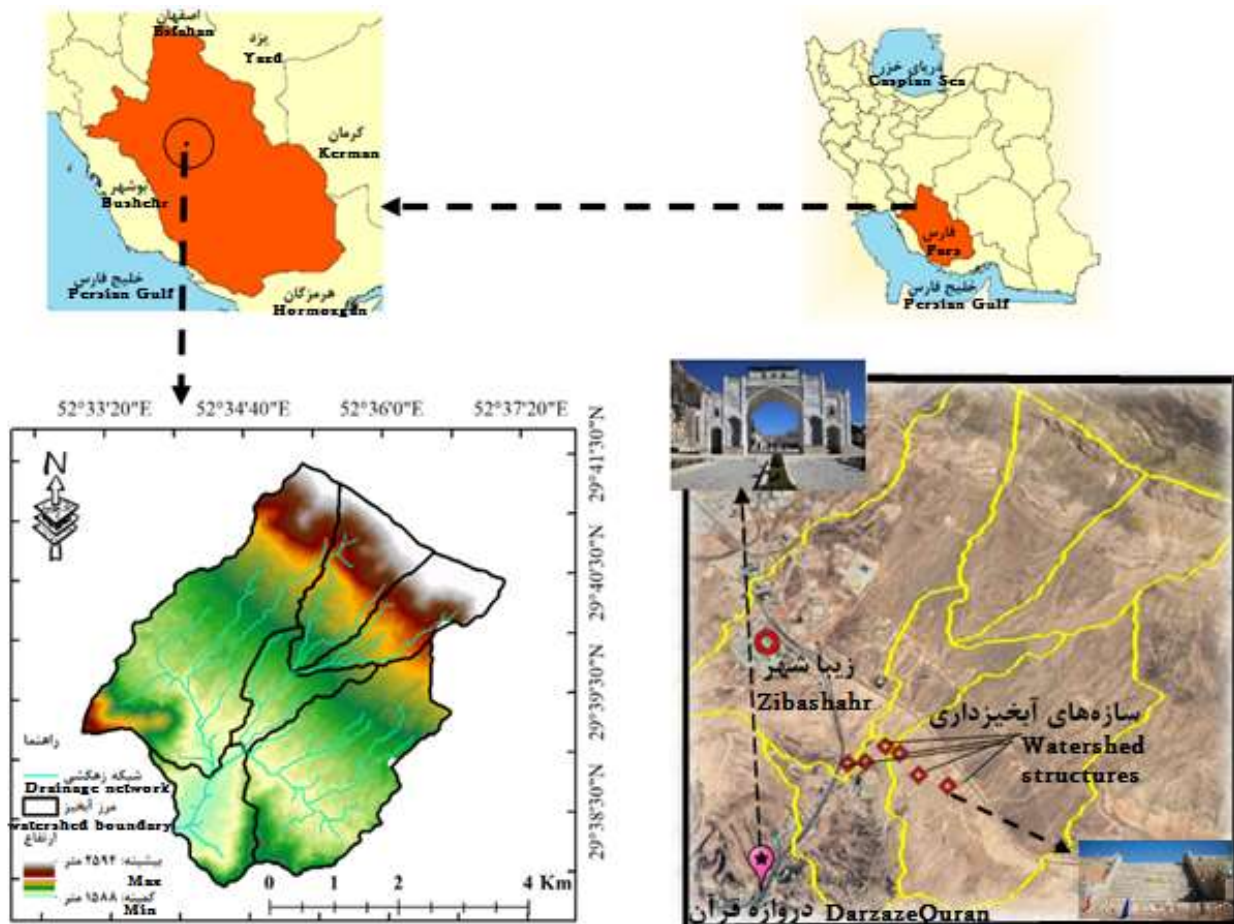 اصفهان
Esfahan
یزد
Yazd
کرمان
Kerman
بوشهر
Bushehr
خلیج فارس
Persian Gulf
هرمزگان
Hormozgan
دریای خزر
Caspian Sea
فارس
Fars
خلیج فارس
Persian Gulf
52°33'20"E 52°34'40"E 52°36'0"E 52°37'20"E
29°41'30"N
29°40'30"N
29°39'30"N
29°38'30"N
N
راهنما
شبکه زهکشی
Drainage network
مرز آبخیز
watershed boundary
ارتفاع
بیشینه: ۲۵۹۴ متر
Max
کمینه: ۱۵۸۸ متر
Min
0 1 2 4 Km
زیبا شهر
Zibashahr
سازه‌های آبخیزداری
Watershed
structures
دروازه قرآن DarzazeQuran